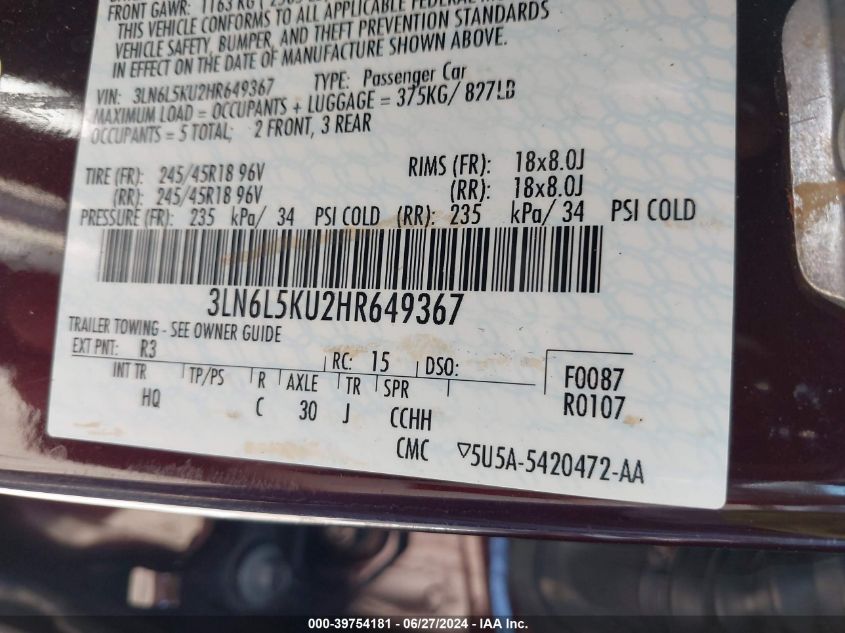 FRONT GAWR: 1163 KG
THIS VEHICLE CONFORMS TO ALL APPLICABLE FEDERAL
VEHICLE SAFETY, BUMPER, AND THEFT PREVENTION STANDARDS
IN EFFECT ON THE DATE OF MANUFACTURE SHOWN ABOVE.
VIN: 3LN6L5KU2HR649367 TYPE: Passenger Car
MAXIMUM LOAD = OCCUPANTS + LUGGAGE = 375KG/ 827LB
OCCUPANTS = 5 TOTAL; 2 FRONT, 3 REAR
TIRE (FR): 245/45R18 96V RIMS (FR): 18x8.0J
(RR): 245/45R18 96V (RR): 18x8.0J
PRESSURE (FR): 235 kPa/ 34 PSI COLD (RR): 235 kPa/ 34 PSI COLD
3LN6L5KU2HR649367
TRAILER TOWING - SEE OWNER GUIDE
EXT PNT: R3 RC: 15 DSO: F0087
INT TR TP/PS R AXLE TR SPR R0107
HQ C 30 J CCHH
CMC ▽5U5A-5420472-AA
000-39754181 - 06/27/2024 - IAA Inc.